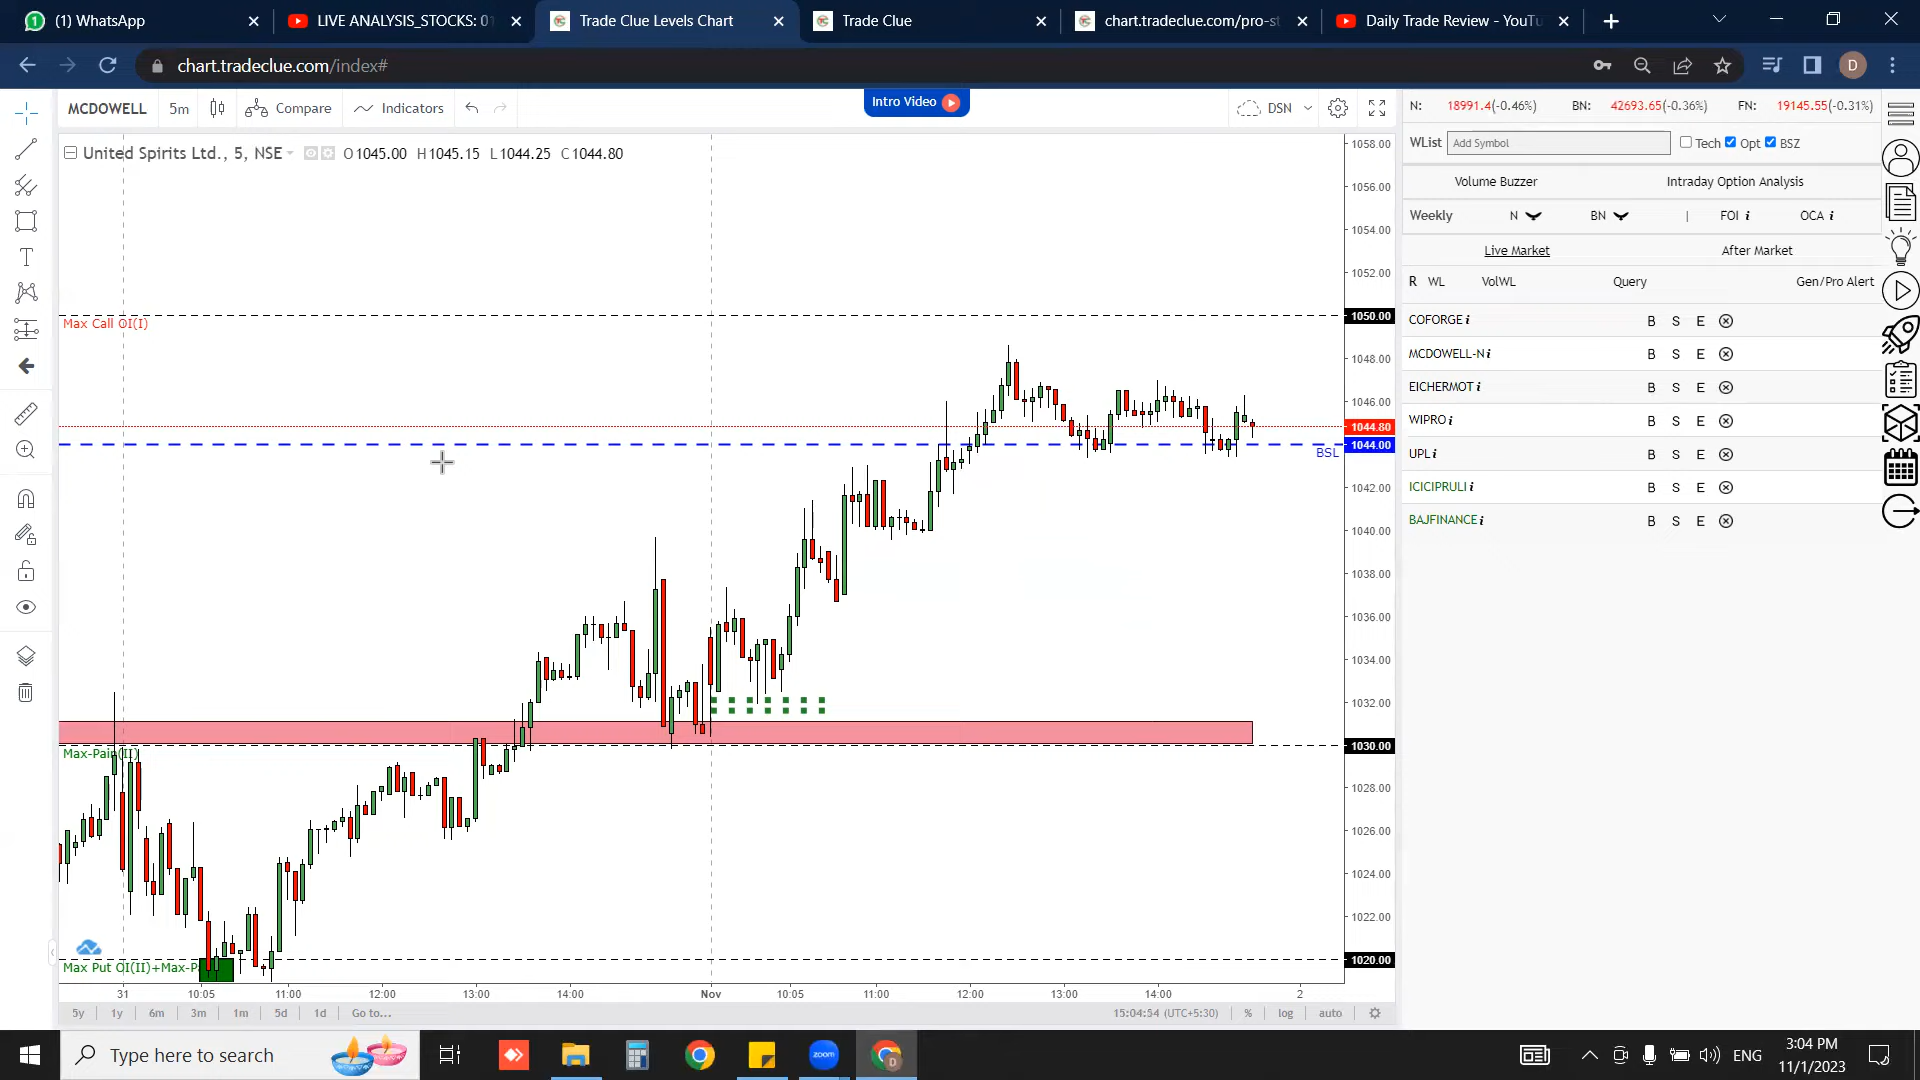 (1) WhatsApp
LIVE ANALYSIS_STOCKS: 01
Trade Clue Levels Chart
Trade Clue
chart.tradeclue.com/pro-st
Daily Trade Review - YouTu
chart.tradeclue.com/index#
D
MCDOWELL
5m
Compare
Indicators
Intro Video
DSN
N: 18991.4(-0.46%) BN: 42693.65(-0.36%) FN: 19145.55(-0.31%)
United Spirits Ltd., 5, NSE
O1045.00 H1045.15 L1044.25 C1044.80
WList
Add Symbol
Tech Opt BSZ
Volume Buzzer
Intraday Option Analysis
Weekly N BN | FOI i OCA i
Live Market
After Market
R WL VolWL Query Gen/Pro Alert
COFORGE i B S E
MCDOWELL-N i B S E
EICHERMOT i B S E
WIPRO i B S E
UPL i B S E
ICICIPRULI i B S E
BAJFINANCE i B S E
Max Call OI(I)
BSL
Max-Pain(II)
Max Put OI(II)+Max-P
1058.00
1056.00
1054.00
1052.00
1050.00
1048.00
1046.00
1044.80
1044.00
1042.00
1040.00
1038.00
1036.00
1034.00
1032.00
1030.00
1028.00
1026.00
1024.00
1022.00
1020.00
31 10:05 11:00 12:00 13:00 14:00 Nov 10:05 11:00 12:00 13:00 14:00 2
5y 1y 6m 3m 1m 5d 1d Go to...
15:04:54 (UTC+5:30) % log auto
Type here to search
zoom
D
ENG
3:04 PM
11/1/2023